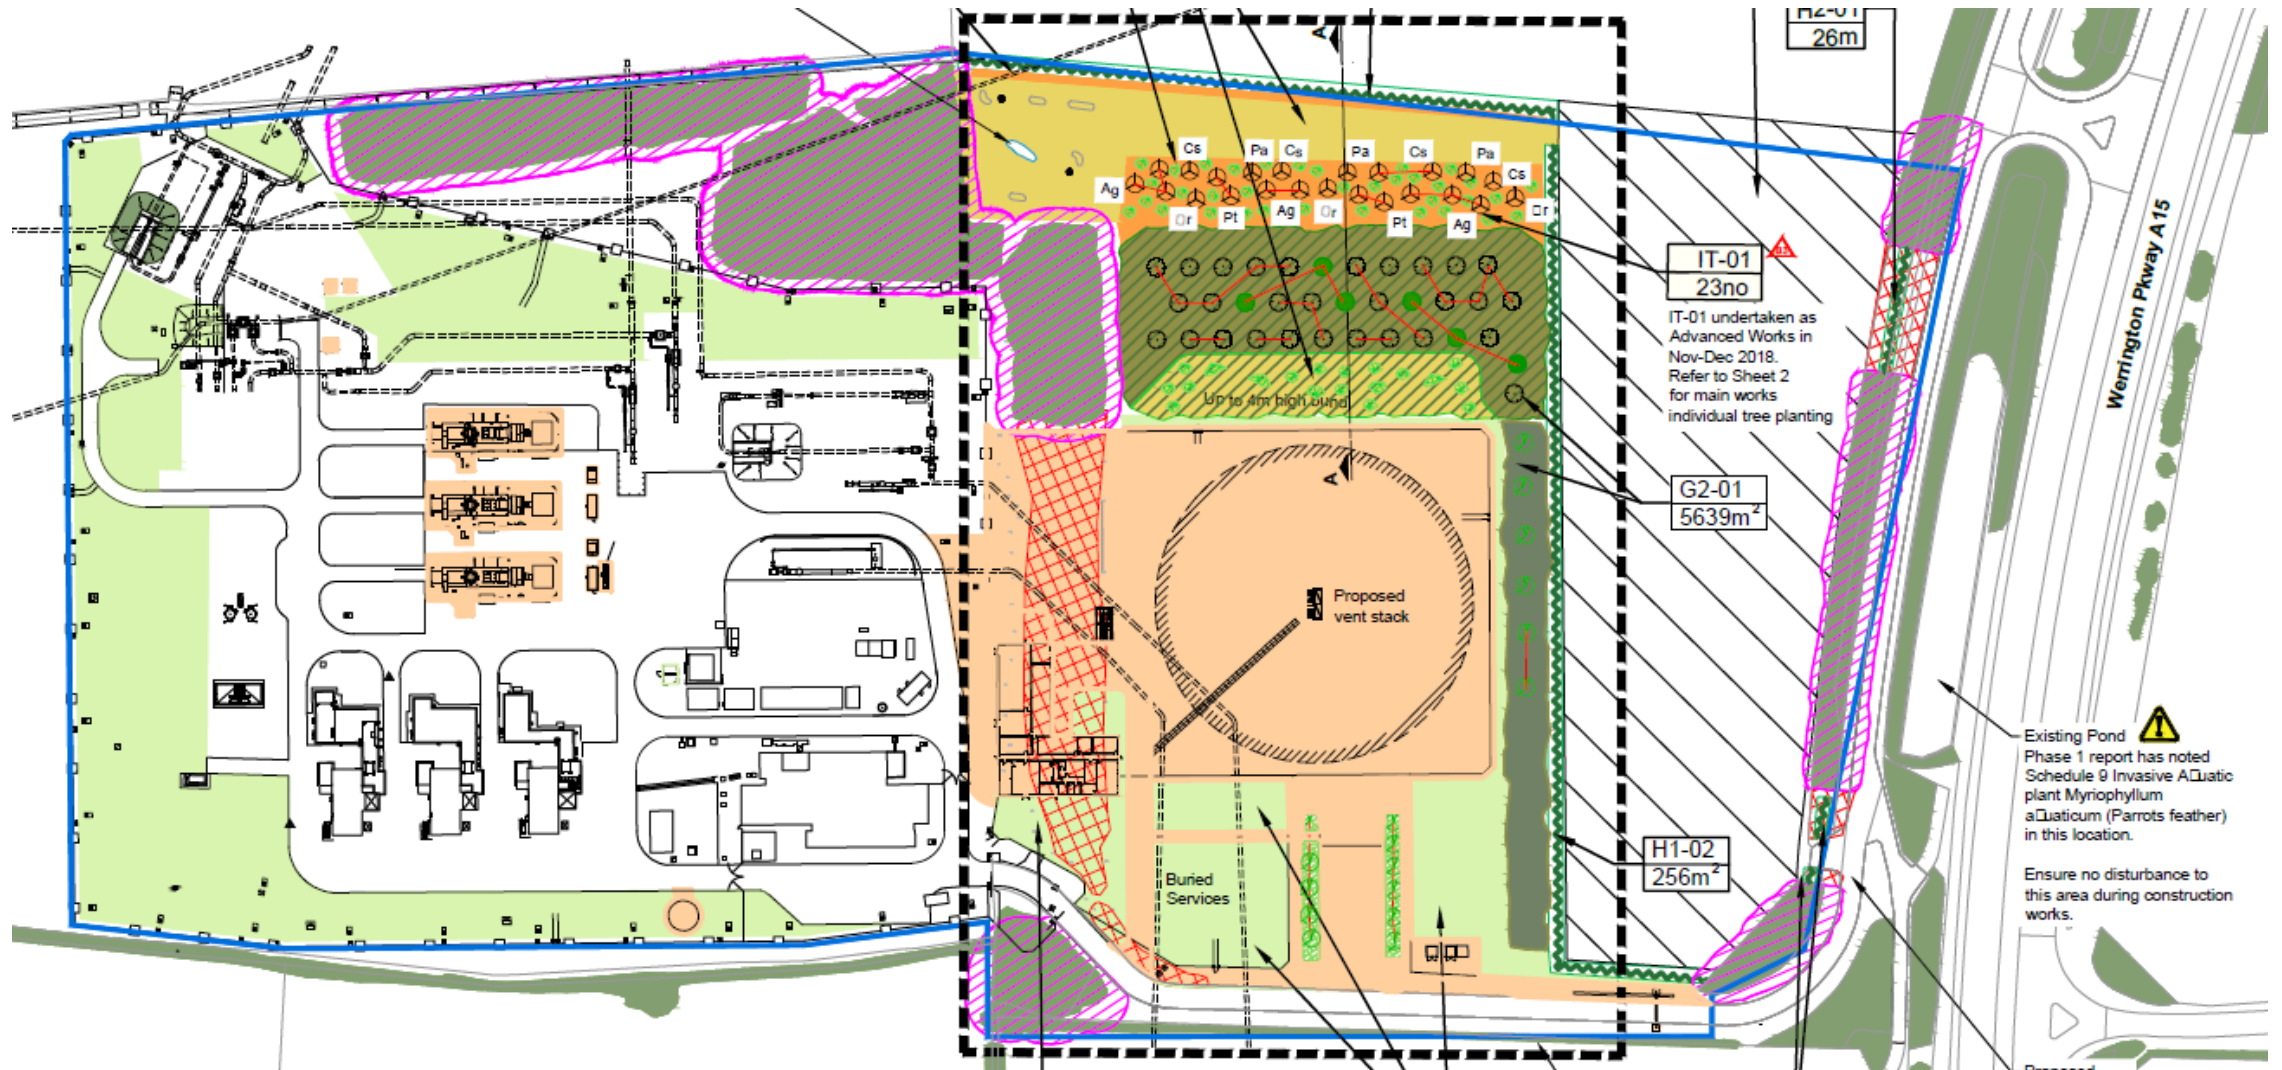 H2-01
26m
A
Cs
Pa
Cs
Pa
Cs
Pa
Cs
Ag
□r
Pt
Ag
□r
Pt
Ag
□r
IT-01
23no
IT-01 undertaken as
Advanced Works in
Nov-Dec 2018.
Refer to Sheet 2
for main works
individual tree planting
Werrington Pkway A15
Up to 4m high bund
A
G2-01
5639m²
Proposed
vent stack
Existing Pond
Phase 1 report has noted
Schedule 9 Invasive A□uatic
plant Myriophyllum
a□uaticum (Parrots feather)
in this location.
Ensure no disturbance to
this area during construction
works.
H1-02
256m²
Buried
Services
Proposed